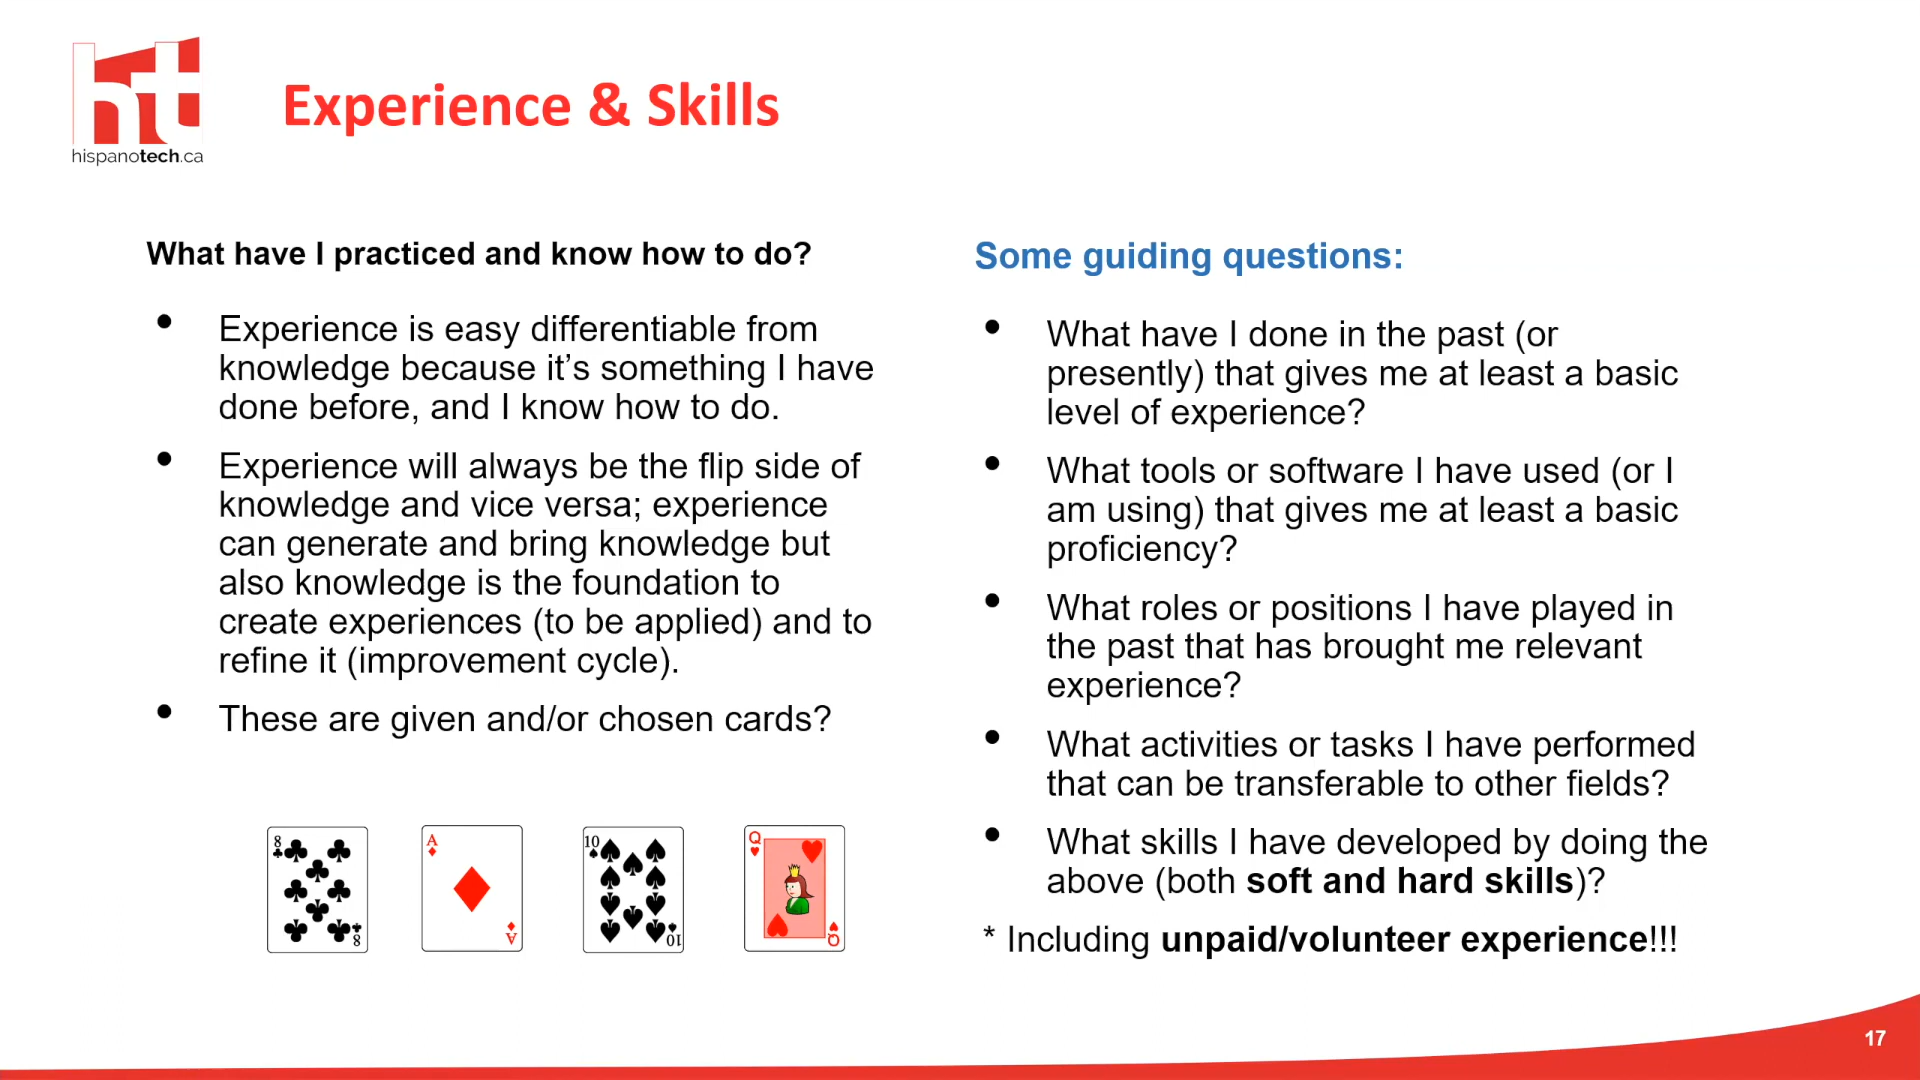 ht
hispanotech.ca
Experience & Skills
What have I practiced and know how to do?
• Experience is easy differentiable from
knowledge because it’s something I have
done before, and I know how to do.
• Experience will always be the flip side of
knowledge and vice versa; experience
can generate and bring knowledge but
also knowledge is the foundation to
create experiences (to be applied) and to
refine it (improvement cycle).
• These are given and/or chosen cards?
8
8
A
A
10
10
Q
Q
Some guiding questions:
• What have I done in the past (or
presently) that gives me at least a basic
level of experience?
• What tools or software I have used (or I
am using) that gives me at least a basic
proficiency?
• What roles or positions I have played in
the past that has brought me relevant
experience?
• What activities or tasks I have performed
that can be transferable to other fields?
• What skills I have developed by doing the
above (both soft and hard skills)?
* Including unpaid/volunteer experience!!!
17